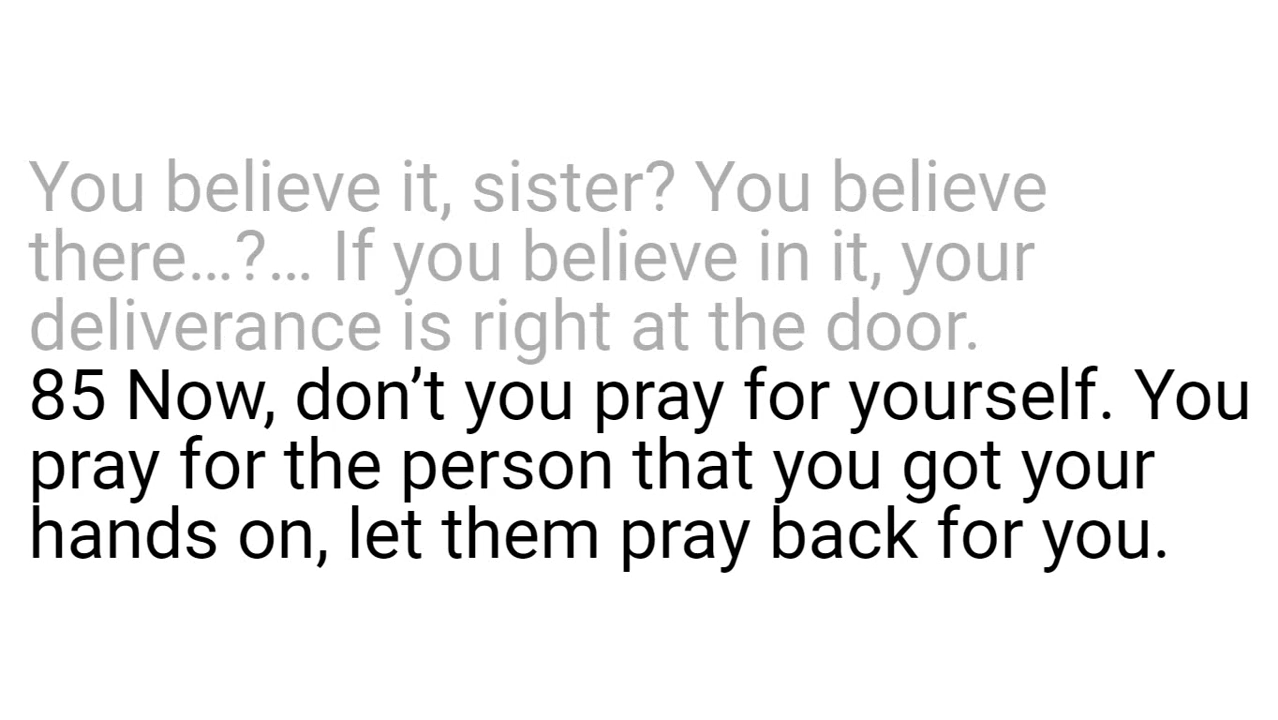 You believe it, sister? You believe
there…?… If you believe in it, your
deliverance is right at the door.
85 Now, don’t you pray for yourself. You
pray for the person that you got your
hands on, let them pray back for you.